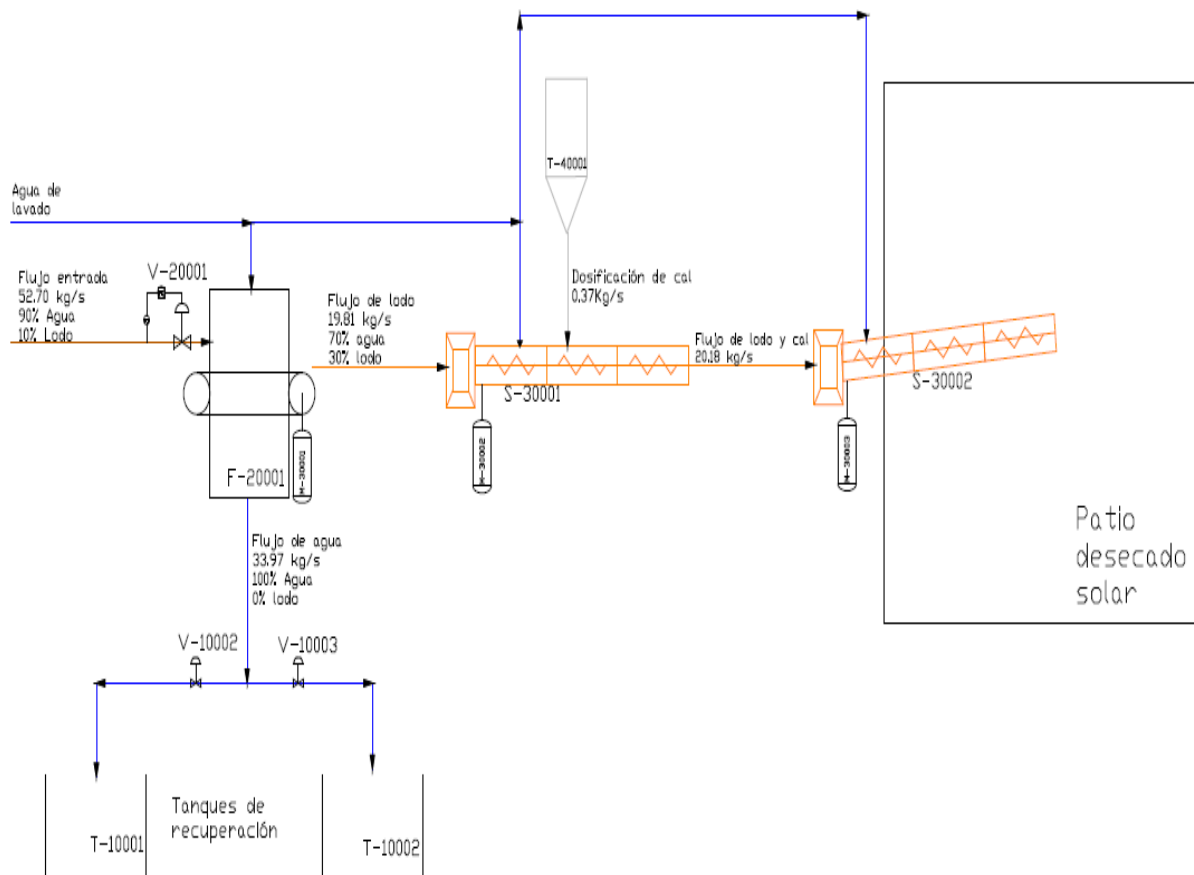 Agua de
lavado
Flujo entrada
52.70 kg/s
90% Agua
10% Lodo
V-20001
T-40001
Dosificación de cal
0.37Kg/s
Flujo de lodo
19.81 kg/s
70% agua
30% lodo
Flujo de lodo y cal
20.18 kg/s
S-30001
S-30002
M-30001
M-30002
M-30003
F-20001
Flujo de agua
33.97 kg/s
100% Agua
0% lodo
Patio
desecado
solar
V-10002
V-10003
Tanques de
recuperación
T-10001
T-10002